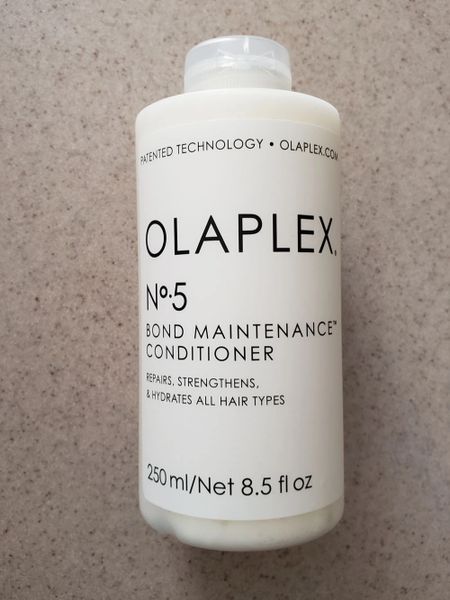 PATENTED TECHNOLOGY • OLAPLEX.COM
OLAPLEX.
Nº.5
BOND MAINTENANCE™
CONDITIONER
REPAIRS, STRENGTHENS,
& HYDRATES ALL HAIR TYPES
250 ml/Net 8.5 fl oz